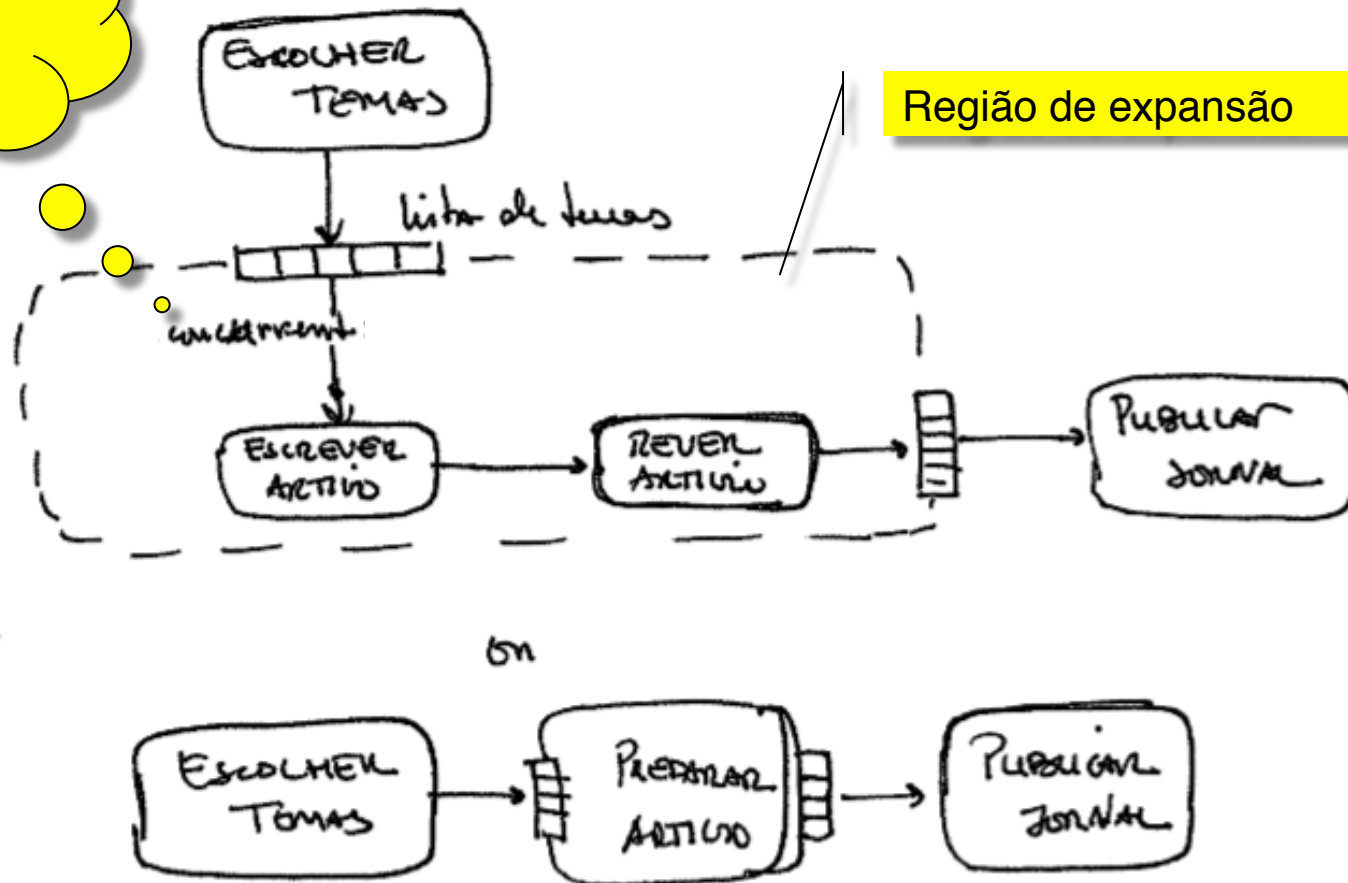 ESCOLHER
TEMAS
Região de expansão
lista de temas
concurrent
ESCREVER
ARTIGO
REVER
ARTIGO
PUBLICAR
JORNAL
ou
ESCOLHER
TEMAS
PREPARAR
ARTIGO
PUBLICAR
JORNAL